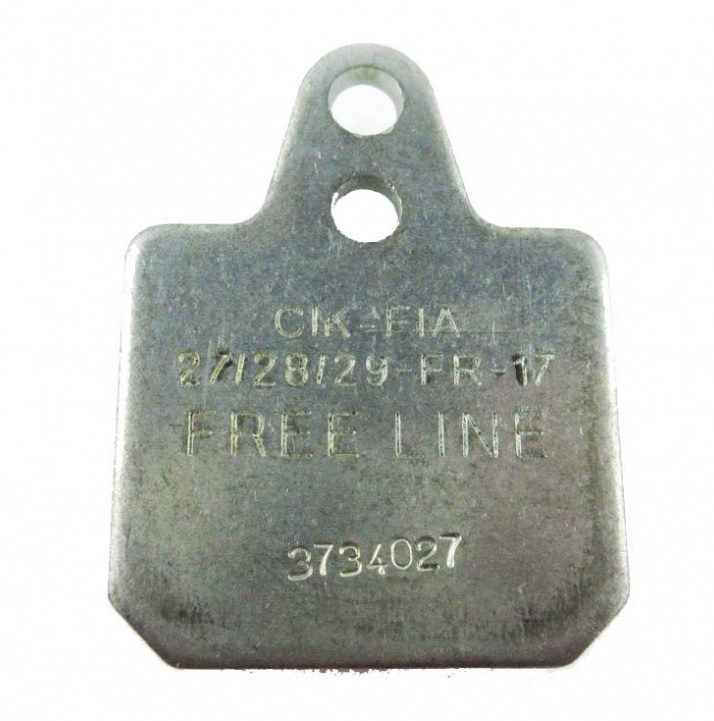 CIK-FIA
27/28/29-FR-17
FREE LINE
3734027